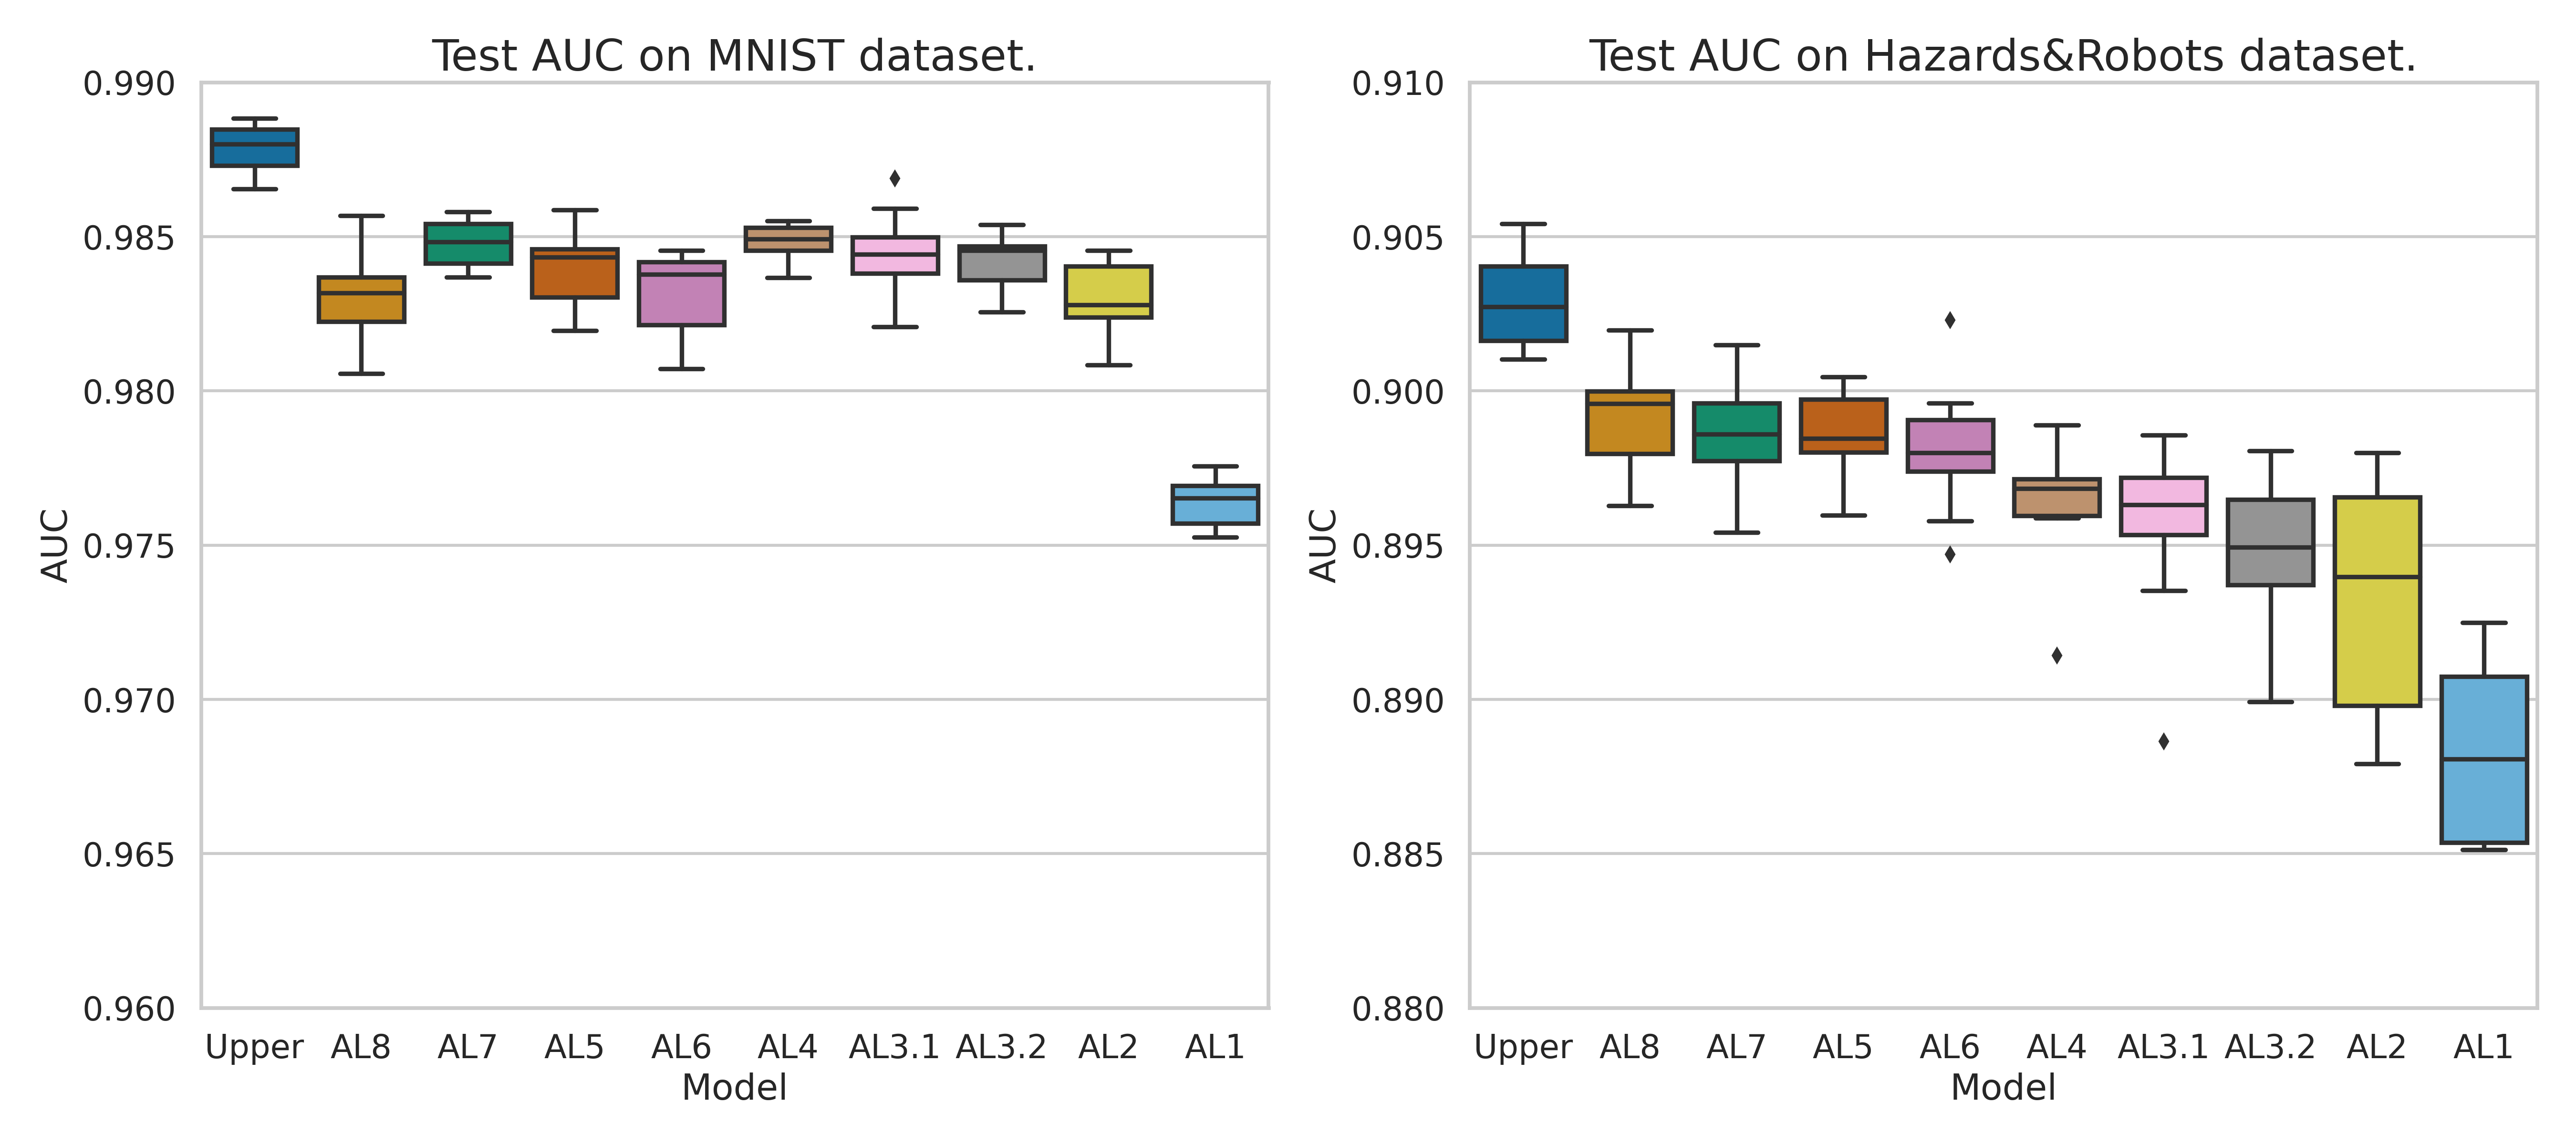 Test AUC on MNIST dataset.
0.990
0.985
0.980
0.975
0.970
0.965
0.960
AUC
Upper AL8 AL7 AL5 AL6 AL4 AL3.1 AL3.2 AL2 AL1
Model
Test AUC on Hazards&Robots dataset.
0.910
0.905
0.900
0.895
0.890
0.885
0.880
AUC
Upper AL8 AL7 AL5 AL6 AL4 AL3.1 AL3.2 AL2 AL1
Model